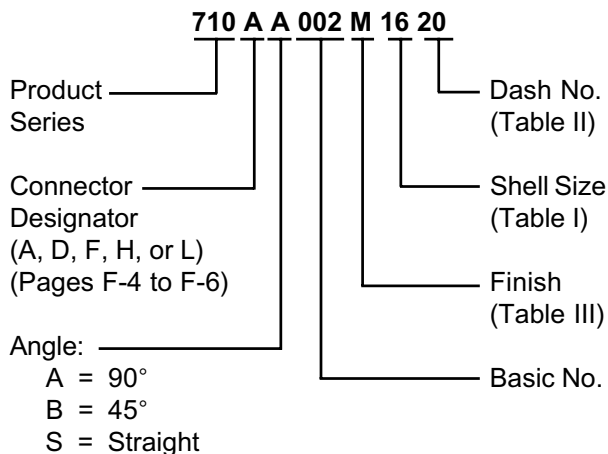 710 A A 002 M 16 20
Product
Series
Connector
Designator
(A, D, F, H, or L)
(Pages F-4 to F-6)
Angle:
A = 90°
B = 45°
S = Straight
Dash No.
(Table II)
Shell Size
(Table I)
Finish
(Table III)
Basic No.